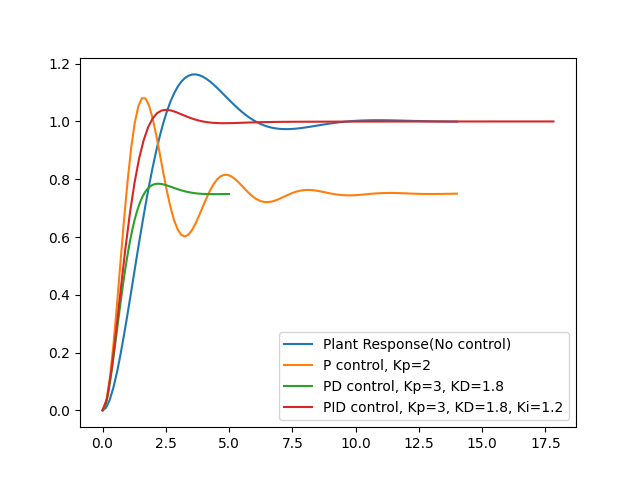 1.2
1.0
0.8
0.6
0.4
0.2
0.0
Plant Response(No control)
P control, Kp=2
PD control, Kp=3, KD=1.8
PID control, Kp=3, KD=1.8, Ki=1.2
0.0 2.5 5.0 7.5 10.0 12.5 15.0 17.5